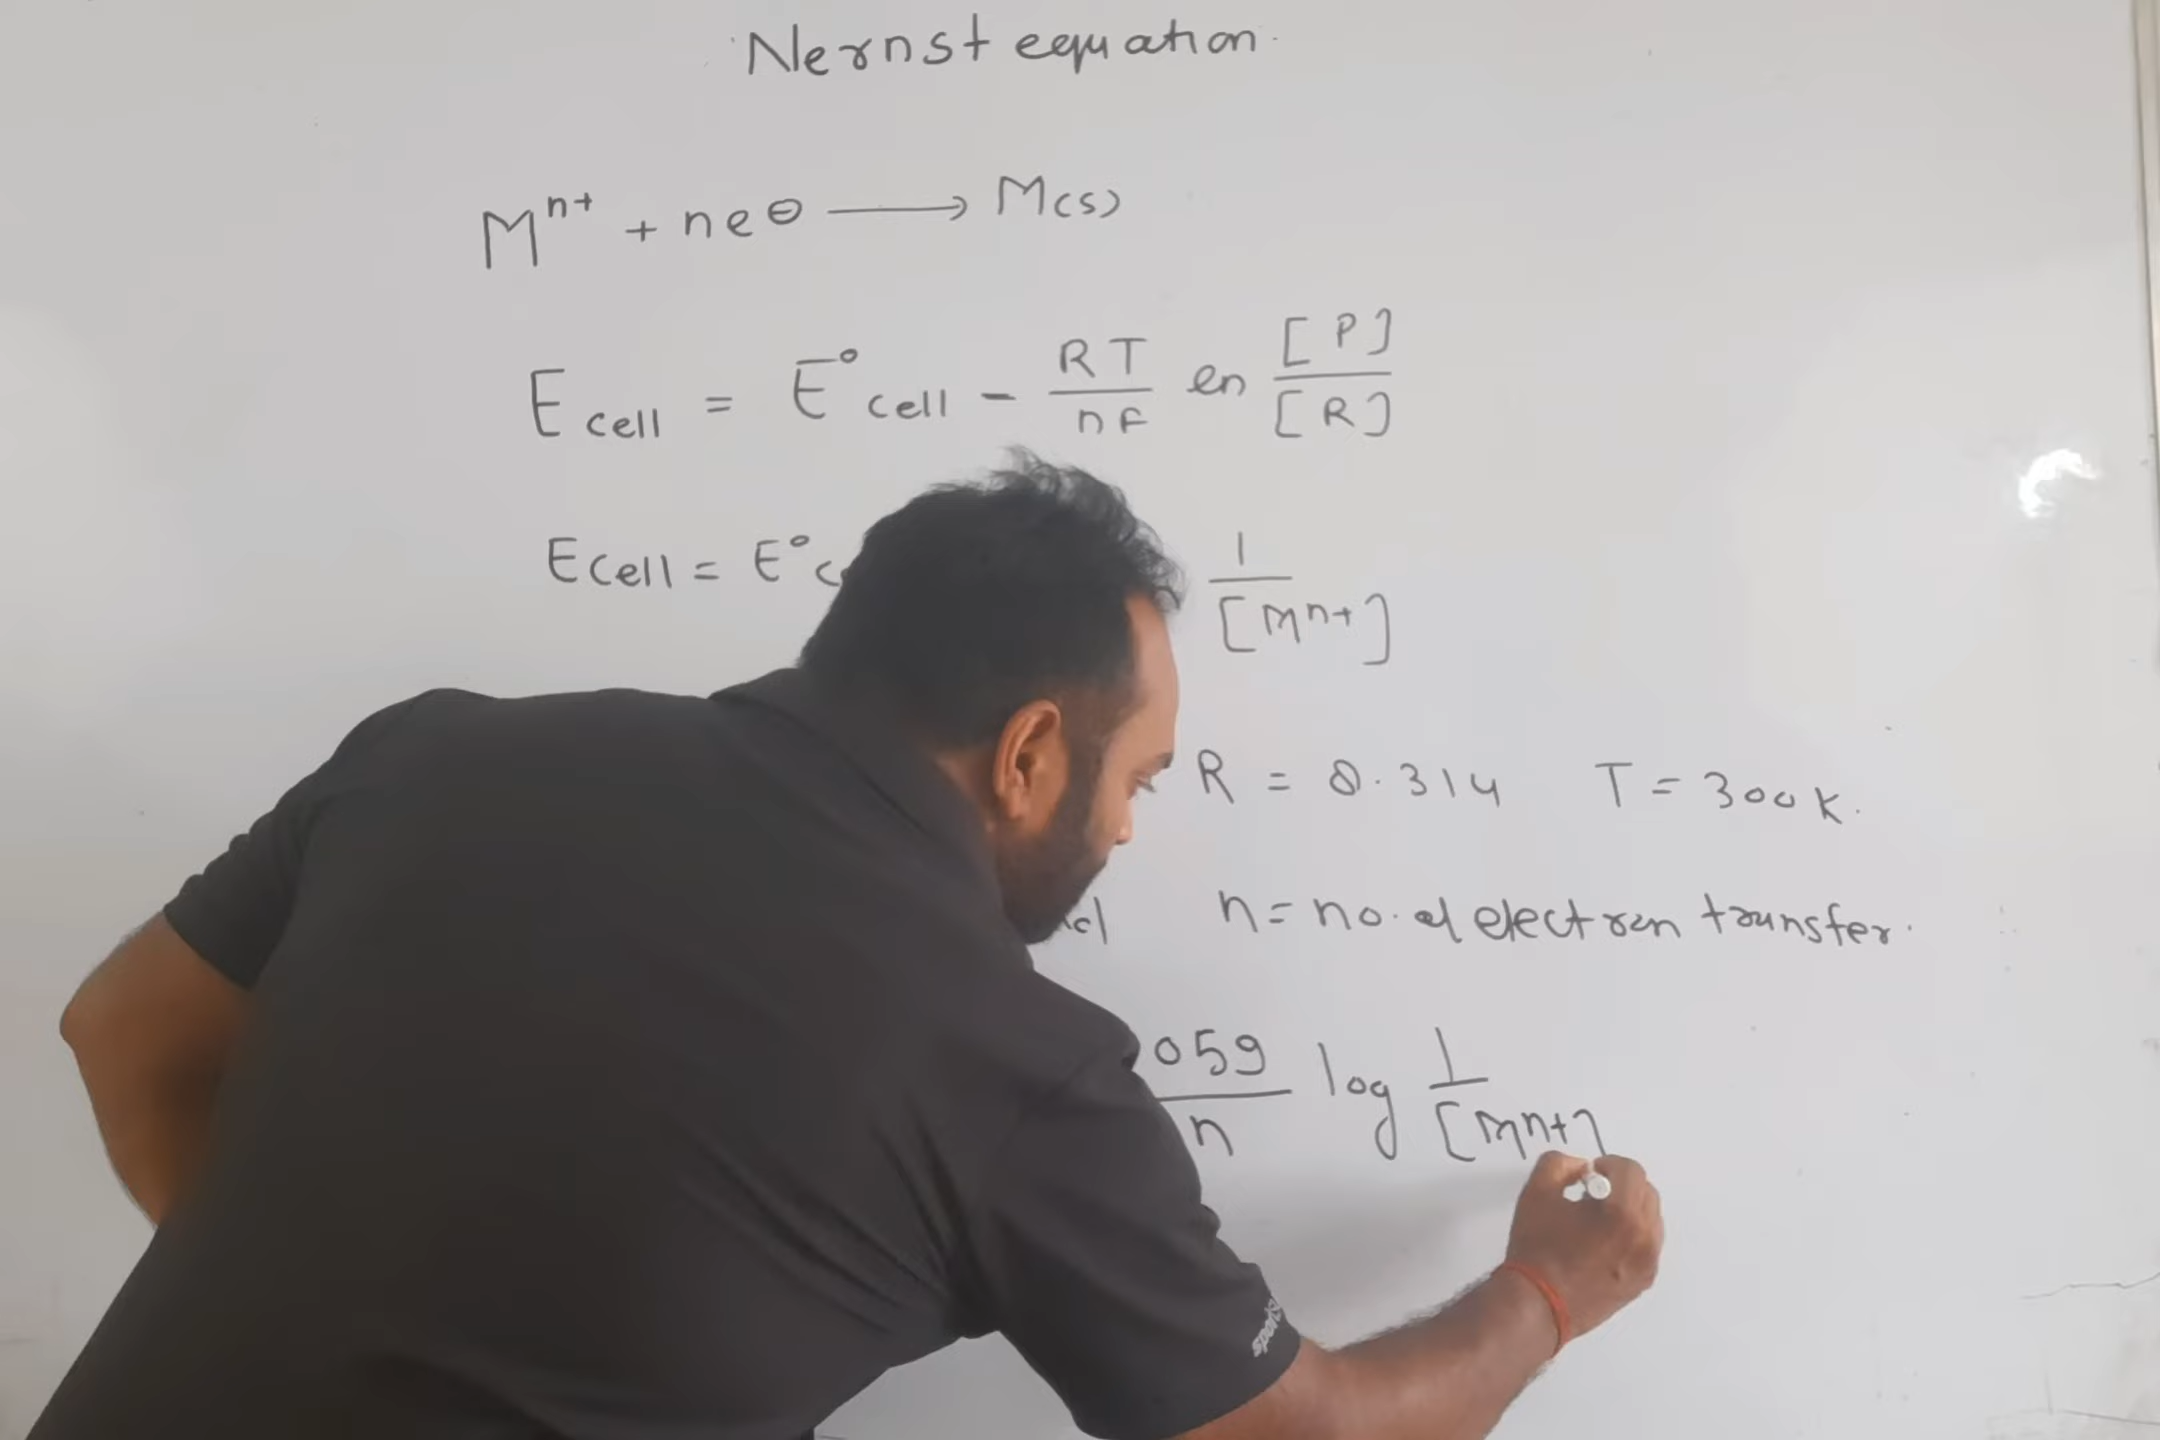 Nernst equation
Mⁿ⁺ + ne⊖ ⟶ M(s)
E cell = E° cell - RT/nF ln [P]/[R]
Ecell = E° 1/[Mⁿ⁺]
R = 8.314 T = 300K.
n = no. of electron transfer.
059/n log 1/[Mn+]